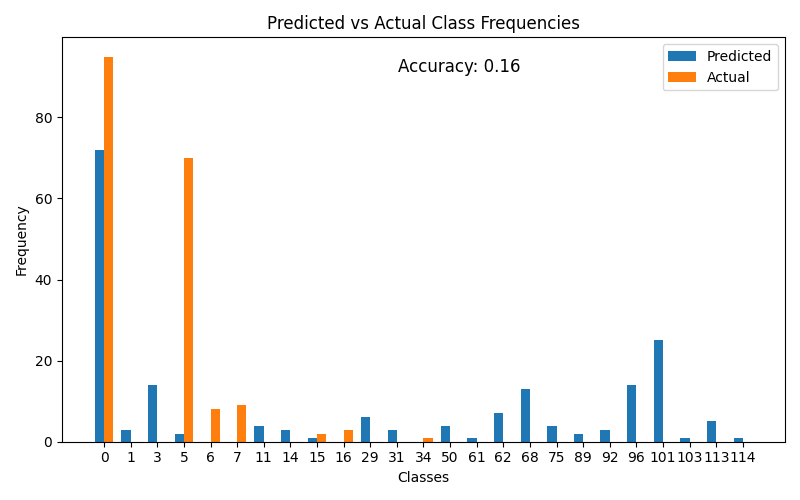 Predicted vs Actual Class Frequencies
Accuracy: 0.16
Predicted
Actual
Frequency
80
60
40
20
0
0 1 3 5 6 7 11 14 15 16 29 31 34 50 61 62 68 75 89 92 96 101 103 113 114
Classes